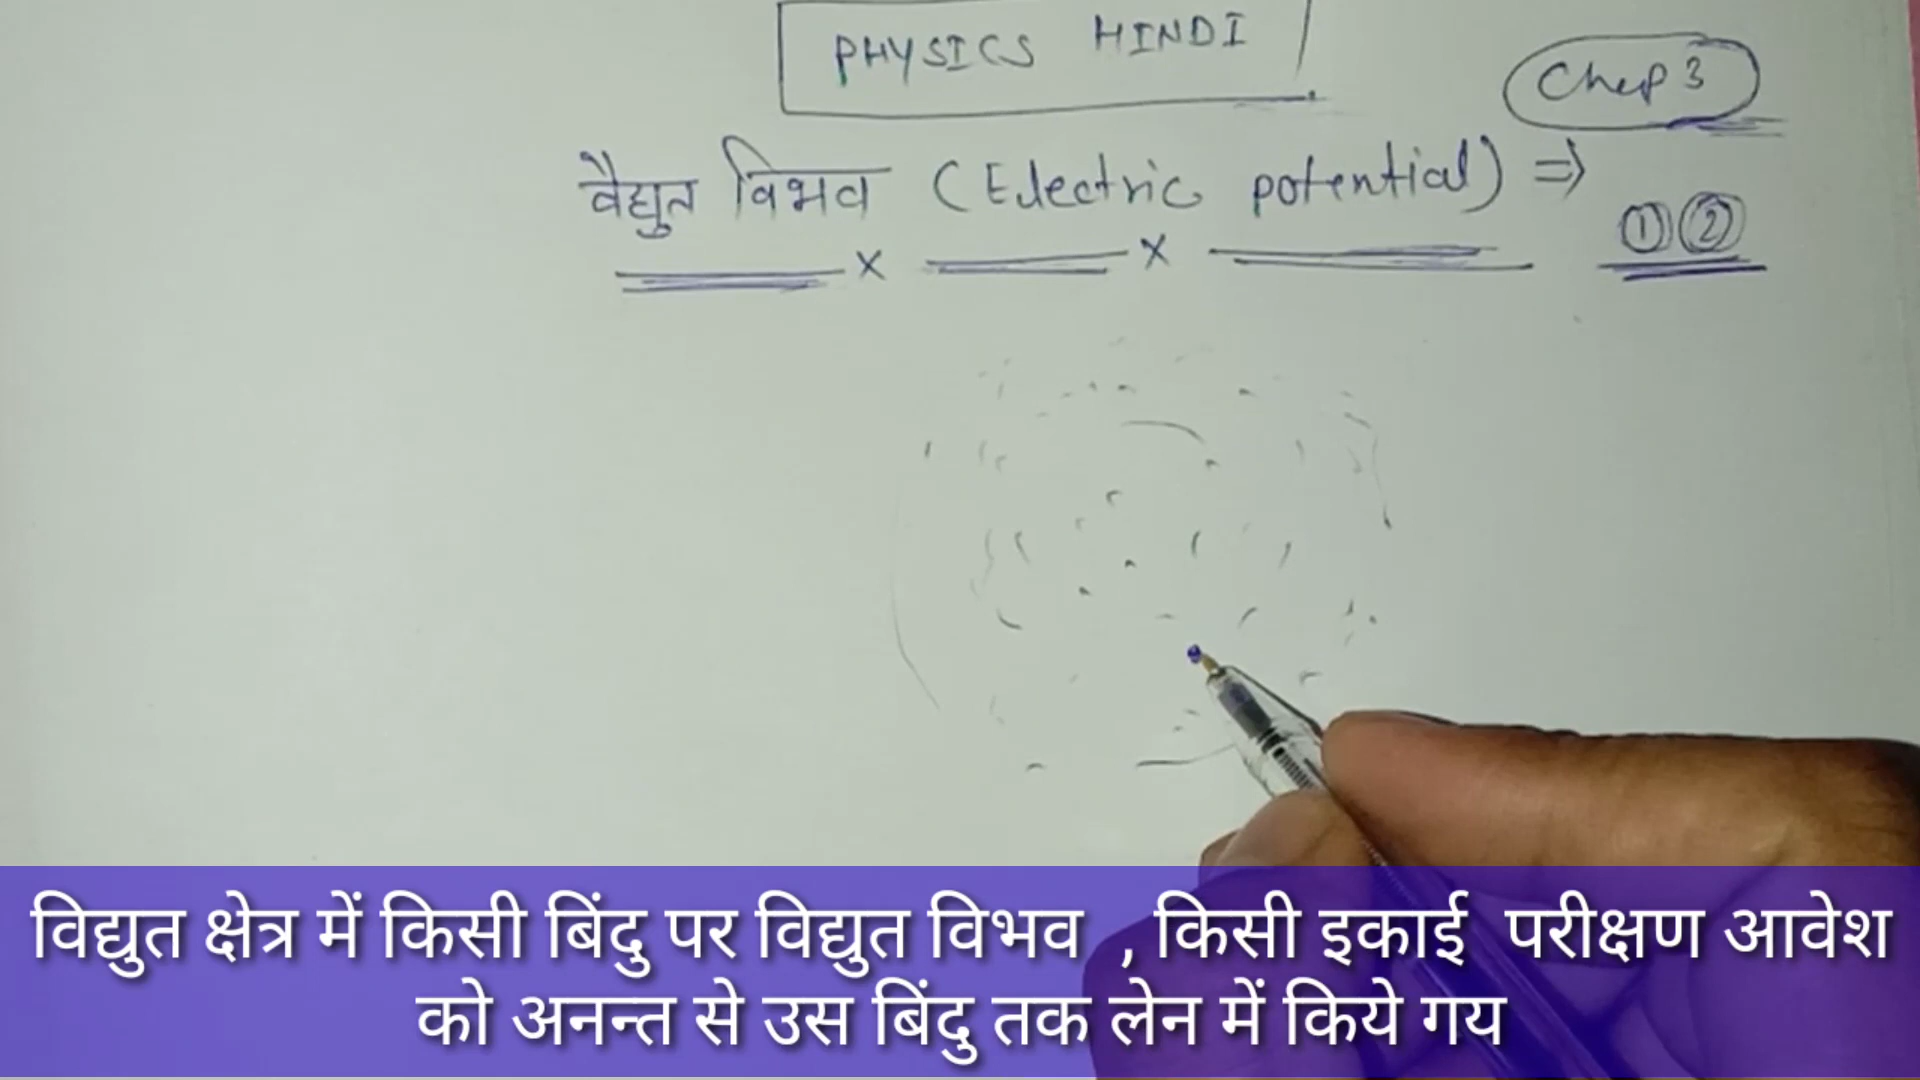 PHYSICS HINDI
Chep 3
वैद्युत विभव (Electric potential) ⇒
① ②
विद्युत क्षेत्र में किसी बिंदु पर विद्युत विभव , किसी इकाई परीक्षण आवेश
को अनन्त से उस बिंदु तक लेन में किये गय